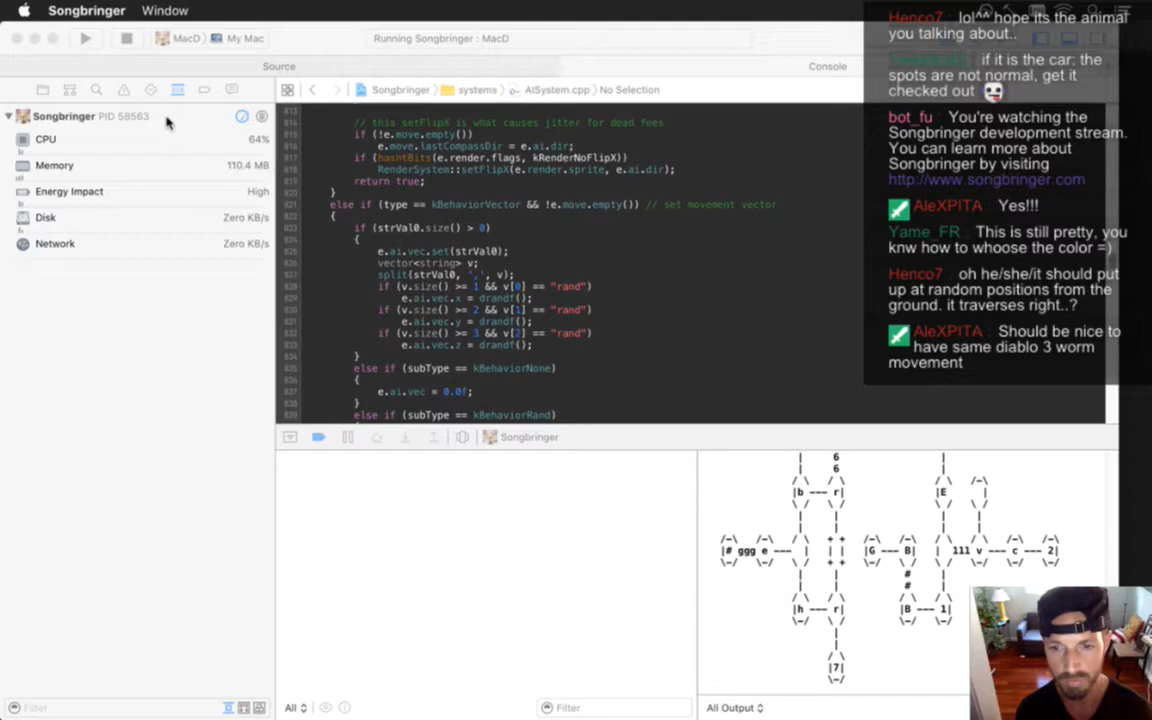 Songbringer Window
MacD My Mac
Running Songbringer : MacD
Source
Console
Songbringer systems AISystem.cpp No Selection
Songbringer PID 58563
CPU 64%
Memory 110.4 MB
Energy Impact High
Disk Zero KB/s
Network Zero KB/s
// this setFlipX is what causes jitter for dead foes
if (!e.move.empty())
e.move.lastCompassDir = e.ai.dir;
if (hashtBits(e.render.flags, kRenderNoFlipX))
RenderSystem::setFlipX(e.render.sprite, e.ai.dir);
return true;
}
else if (type == kBehaviorVector && !e.move.empty()) // set movement vector
{
if (strVal0.size() > 0)
{
e.ai.vec.set(strVal0);
vector<string> v;
split(strVal0, ',', v);
if (v.size() >= 1 && v[0] == "rand")
e.ai.vec.x = drandf();
if (v.size() >= 2 && v[1] == "rand")
e.ai.vec.y = drandf();
if (v.size() >= 3 && v[2] == "rand")
e.ai.vec.z = drandf();
}
else if (subType == kBehaviorNone)
{
e.ai.vec = 0.0f;
}
else if (subType == kBehaviorRand)
Songbringer
Henco7 : lol^^ hope its the animal
you talking about..
if it is the car: the
spots are not normal, get it
checked out
bot_fu : You're watching the
Songbringer development stream.
You can learn more about
Songbringer by visiting
http://www.songbringer.com
AleXPITA : Yes!!!
Yame_FR : This is still pretty, you
knw how to whoose the color =)
Henco7 : oh he/she/it should put
up at random positions from the
ground. it traverses right..?
AleXPITA : Should be nice to
have same diablo 3 worm
movement
6
6
b --- r
E
# ggg e ---
G --- B
111 v --- c --- 2
#
#
h --- r
B --- 1
7
Filter
All
Filter
All Output